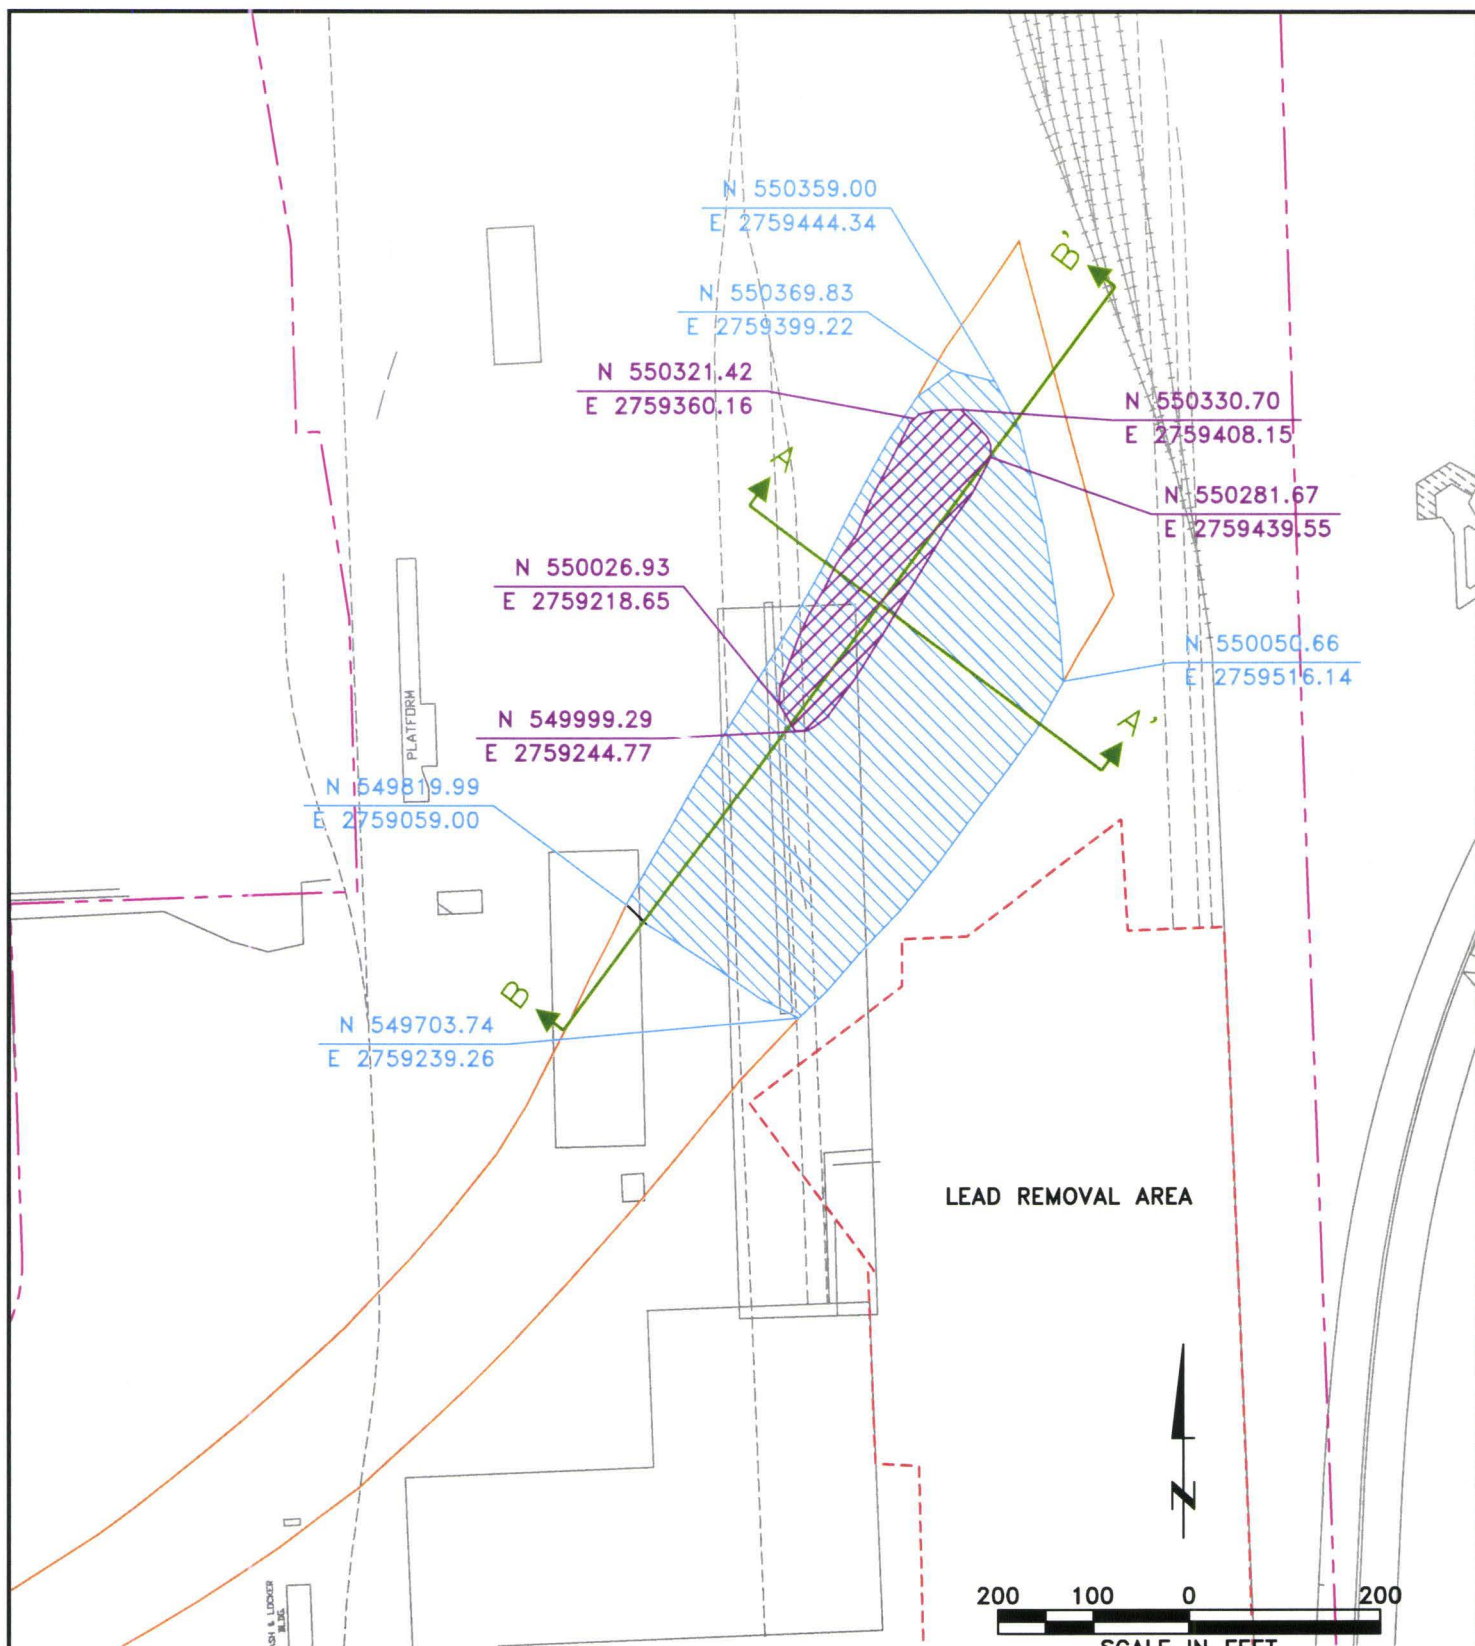 N 550359.00
E 2759444.34
N 550369.83
E 2759399.22
B'
N 550321.42
E 2759360.16
N 550330.70
E 2759408.15
A
N 550281.67
E 2759439.55
N 550026.93
E 2759218.65
N 550050.66
E 2759516.14
PLATFORM
N 549999.29
E 2759244.77
A'
N 549819.99
E 2759059.00
B
N 549703.74
E 2759239.26
LEAD REMOVAL AREA
N
200 100 0 200
SCALE IN FEET
& LOCKER
BLDG.